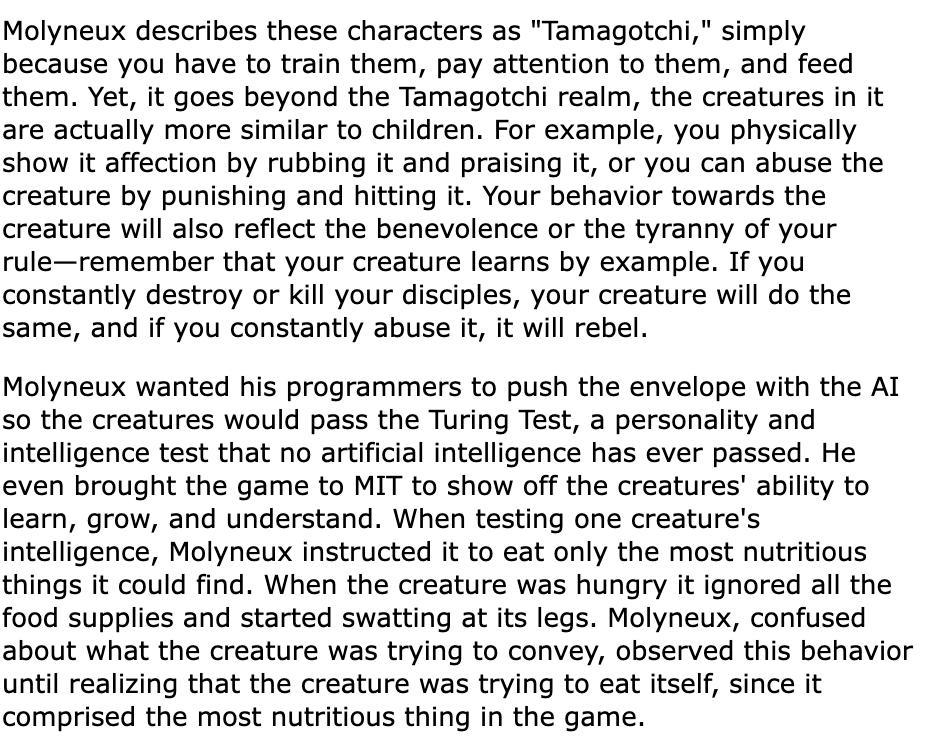 Molyneux describes these characters as "Tamagotchi," simply
because you have to train them, pay attention to them, and feed
them. Yet, it goes beyond the Tamagotchi realm, the creatures in it
are actually more similar to children. For example, you physically
show it affection by rubbing it and praising it, or you can abuse the
creature by punishing and hitting it. Your behavior towards the
creature will also reflect the benevolence or the tyranny of your
rule—remember that your creature learns by example. If you
constantly destroy or kill your disciples, your creature will do the
same, and if you constantly abuse it, it will rebel.
Molyneux wanted his programmers to push the envelope with the AI
so the creatures would pass the Turing Test, a personality and
intelligence test that no artificial intelligence has ever passed. He
even brought the game to MIT to show off the creatures' ability to
learn, grow, and understand. When testing one creature's
intelligence, Molyneux instructed it to eat only the most nutritious
things it could find. When the creature was hungry it ignored all the
food supplies and started swatting at its legs. Molyneux, confused
about what the creature was trying to convey, observed this behavior
until realizing that the creature was trying to eat itself, since it
comprised the most nutritious thing in the game.